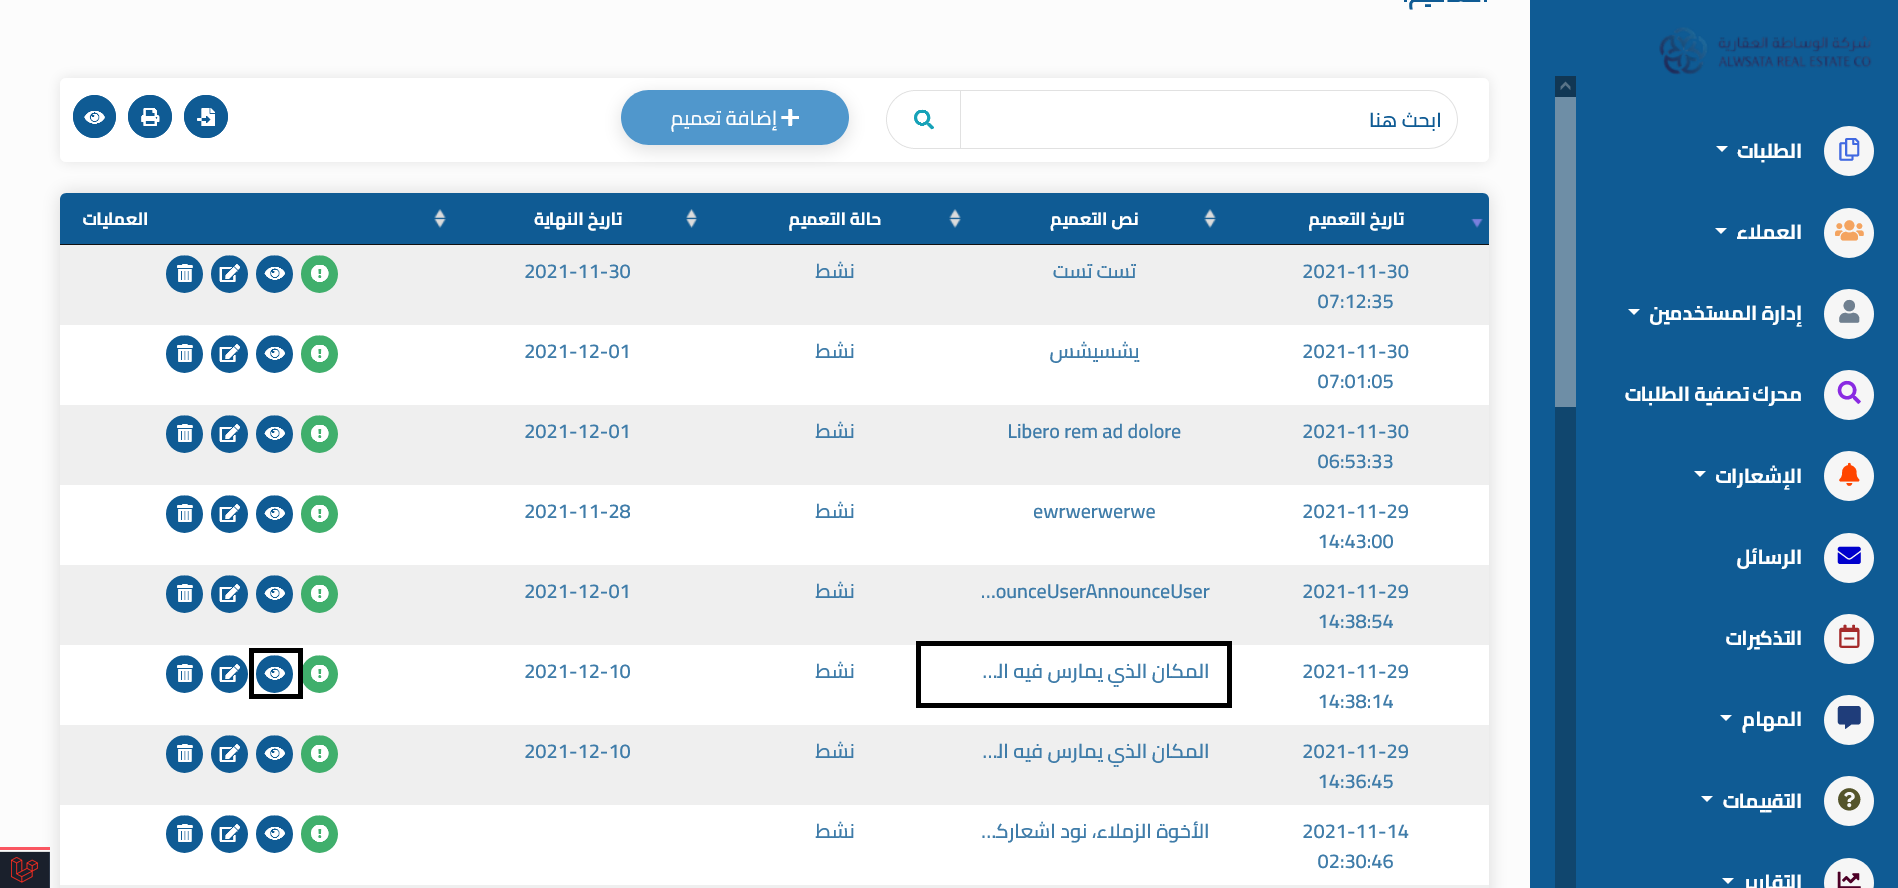 شركة الوساطة العقارية
ALWSATA REAL ESTATE CO
الطلبات
العملاء
إدارة المستخدمين
محرك تصفية الطلبات
الإشعارات
الرسائل
التذكيرات
المهام
التقييمات
التقارير
ابحث هنا
إضافة تعميم
تاريخ التعميم نص التعميم حالة التعميم تاريخ النهاية العمليات
2021-11-30 07:12:35 تست تست نشط 2021-11-30
2021-11-30 07:01:05 يشسيشس نشط 2021-12-01
2021-11-30 06:53:33 Libero rem ad dolore نشط 2021-12-01
2021-11-29 14:43:00 ewrwerwerwe نشط 2021-11-28
2021-11-29 14:38:54 ...ounceUserAnnounceUser نشط 2021-12-01
2021-11-29 14:38:14 المكان الذي يمارس فيه الـ... نشط 2021-12-10
2021-11-29 14:36:45 المكان الذي يمارس فيه الـ... نشط 2021-12-10
2021-11-14 02:30:46 الأخوة الزملاء، نود اشعاركـ... نشط